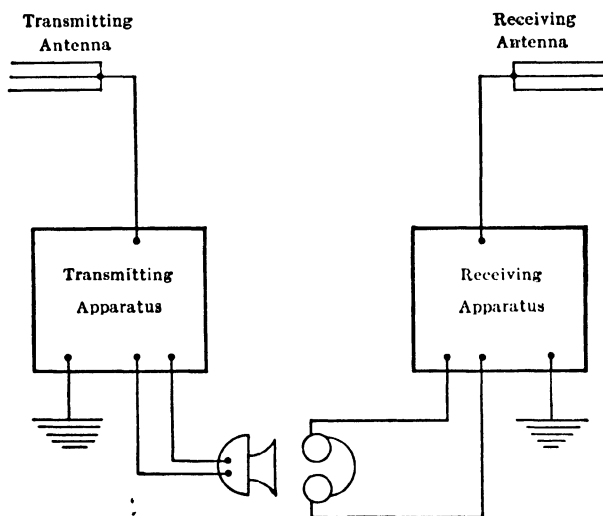 Transmitting
Antenna
Receiving
Antenna
Transmitting
Apparatus
Receiving
Apparatus